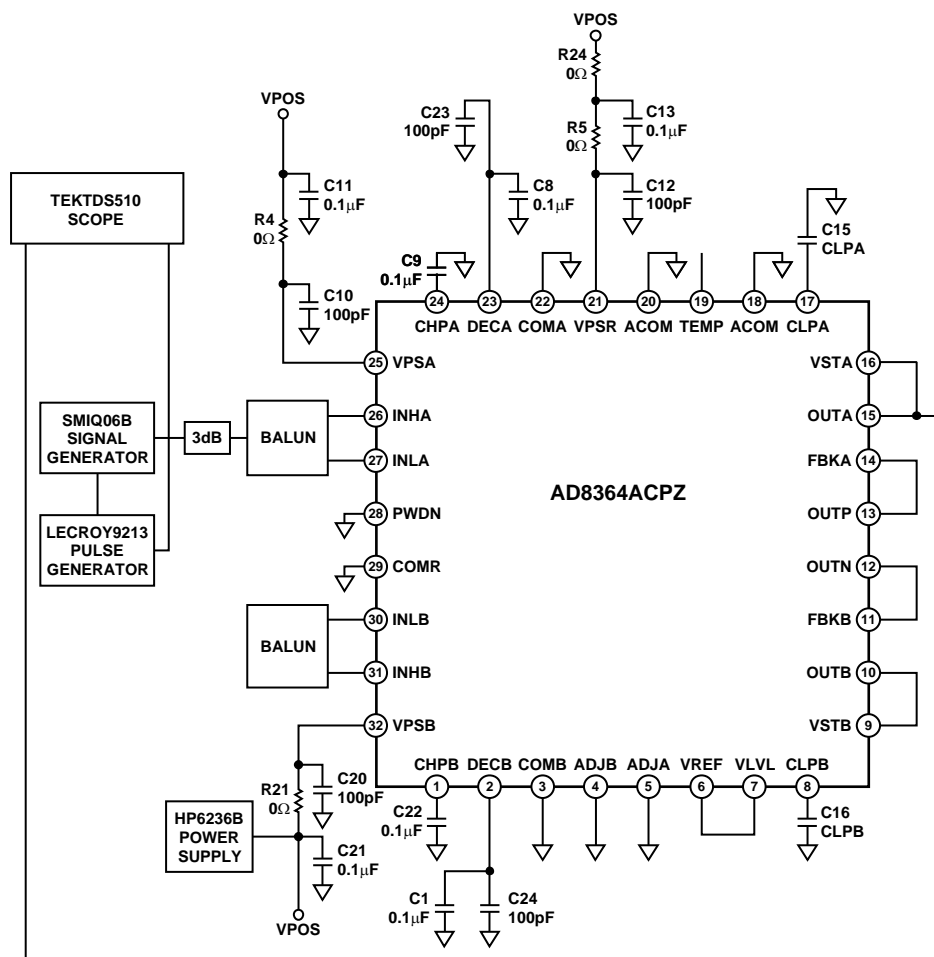 VPOS
R24
0Ω
C13
0.1μF
R5
0Ω
C12
100pF
VPOS
C11
0.1μF
R4
0Ω
C10
100pF
C23
100pF
C8
0.1μF
C9
0.1μF
C15
CLPA
TEKTDS510
SCOPE
24
23
22
21
20
19
18
17
CHPA
DECA
COMA
VPSR
ACOM
TEMP
ACOM
CLPA
25
VPSA
VSTA
16
26
INHA
OUTA
15
27
INLA
FBKA
14
28
PWDN
OUTP
13
29
COMR
OUTN
12
30
INLB
FBKB
11
31
INHB
OUTB
10
32
VPSB
VSTB
9
AD8364ACPZ
SMIQ06B
SIGNAL
GENERATOR
3dB
BALUN
LECROY9213
PULSE
GENERATOR
BALUN
CHPB
DECB
COMB
ADJB
ADJA
VREF
VLVL
CLPB
1
2
3
4
5
6
7
8
R21
0Ω
C20
100pF
C22
0.1μF
C16
CLPB
HP6236B
POWER
SUPPLY
C21
0.1μF
VPOS
C1
0.1μF
C24
100pF